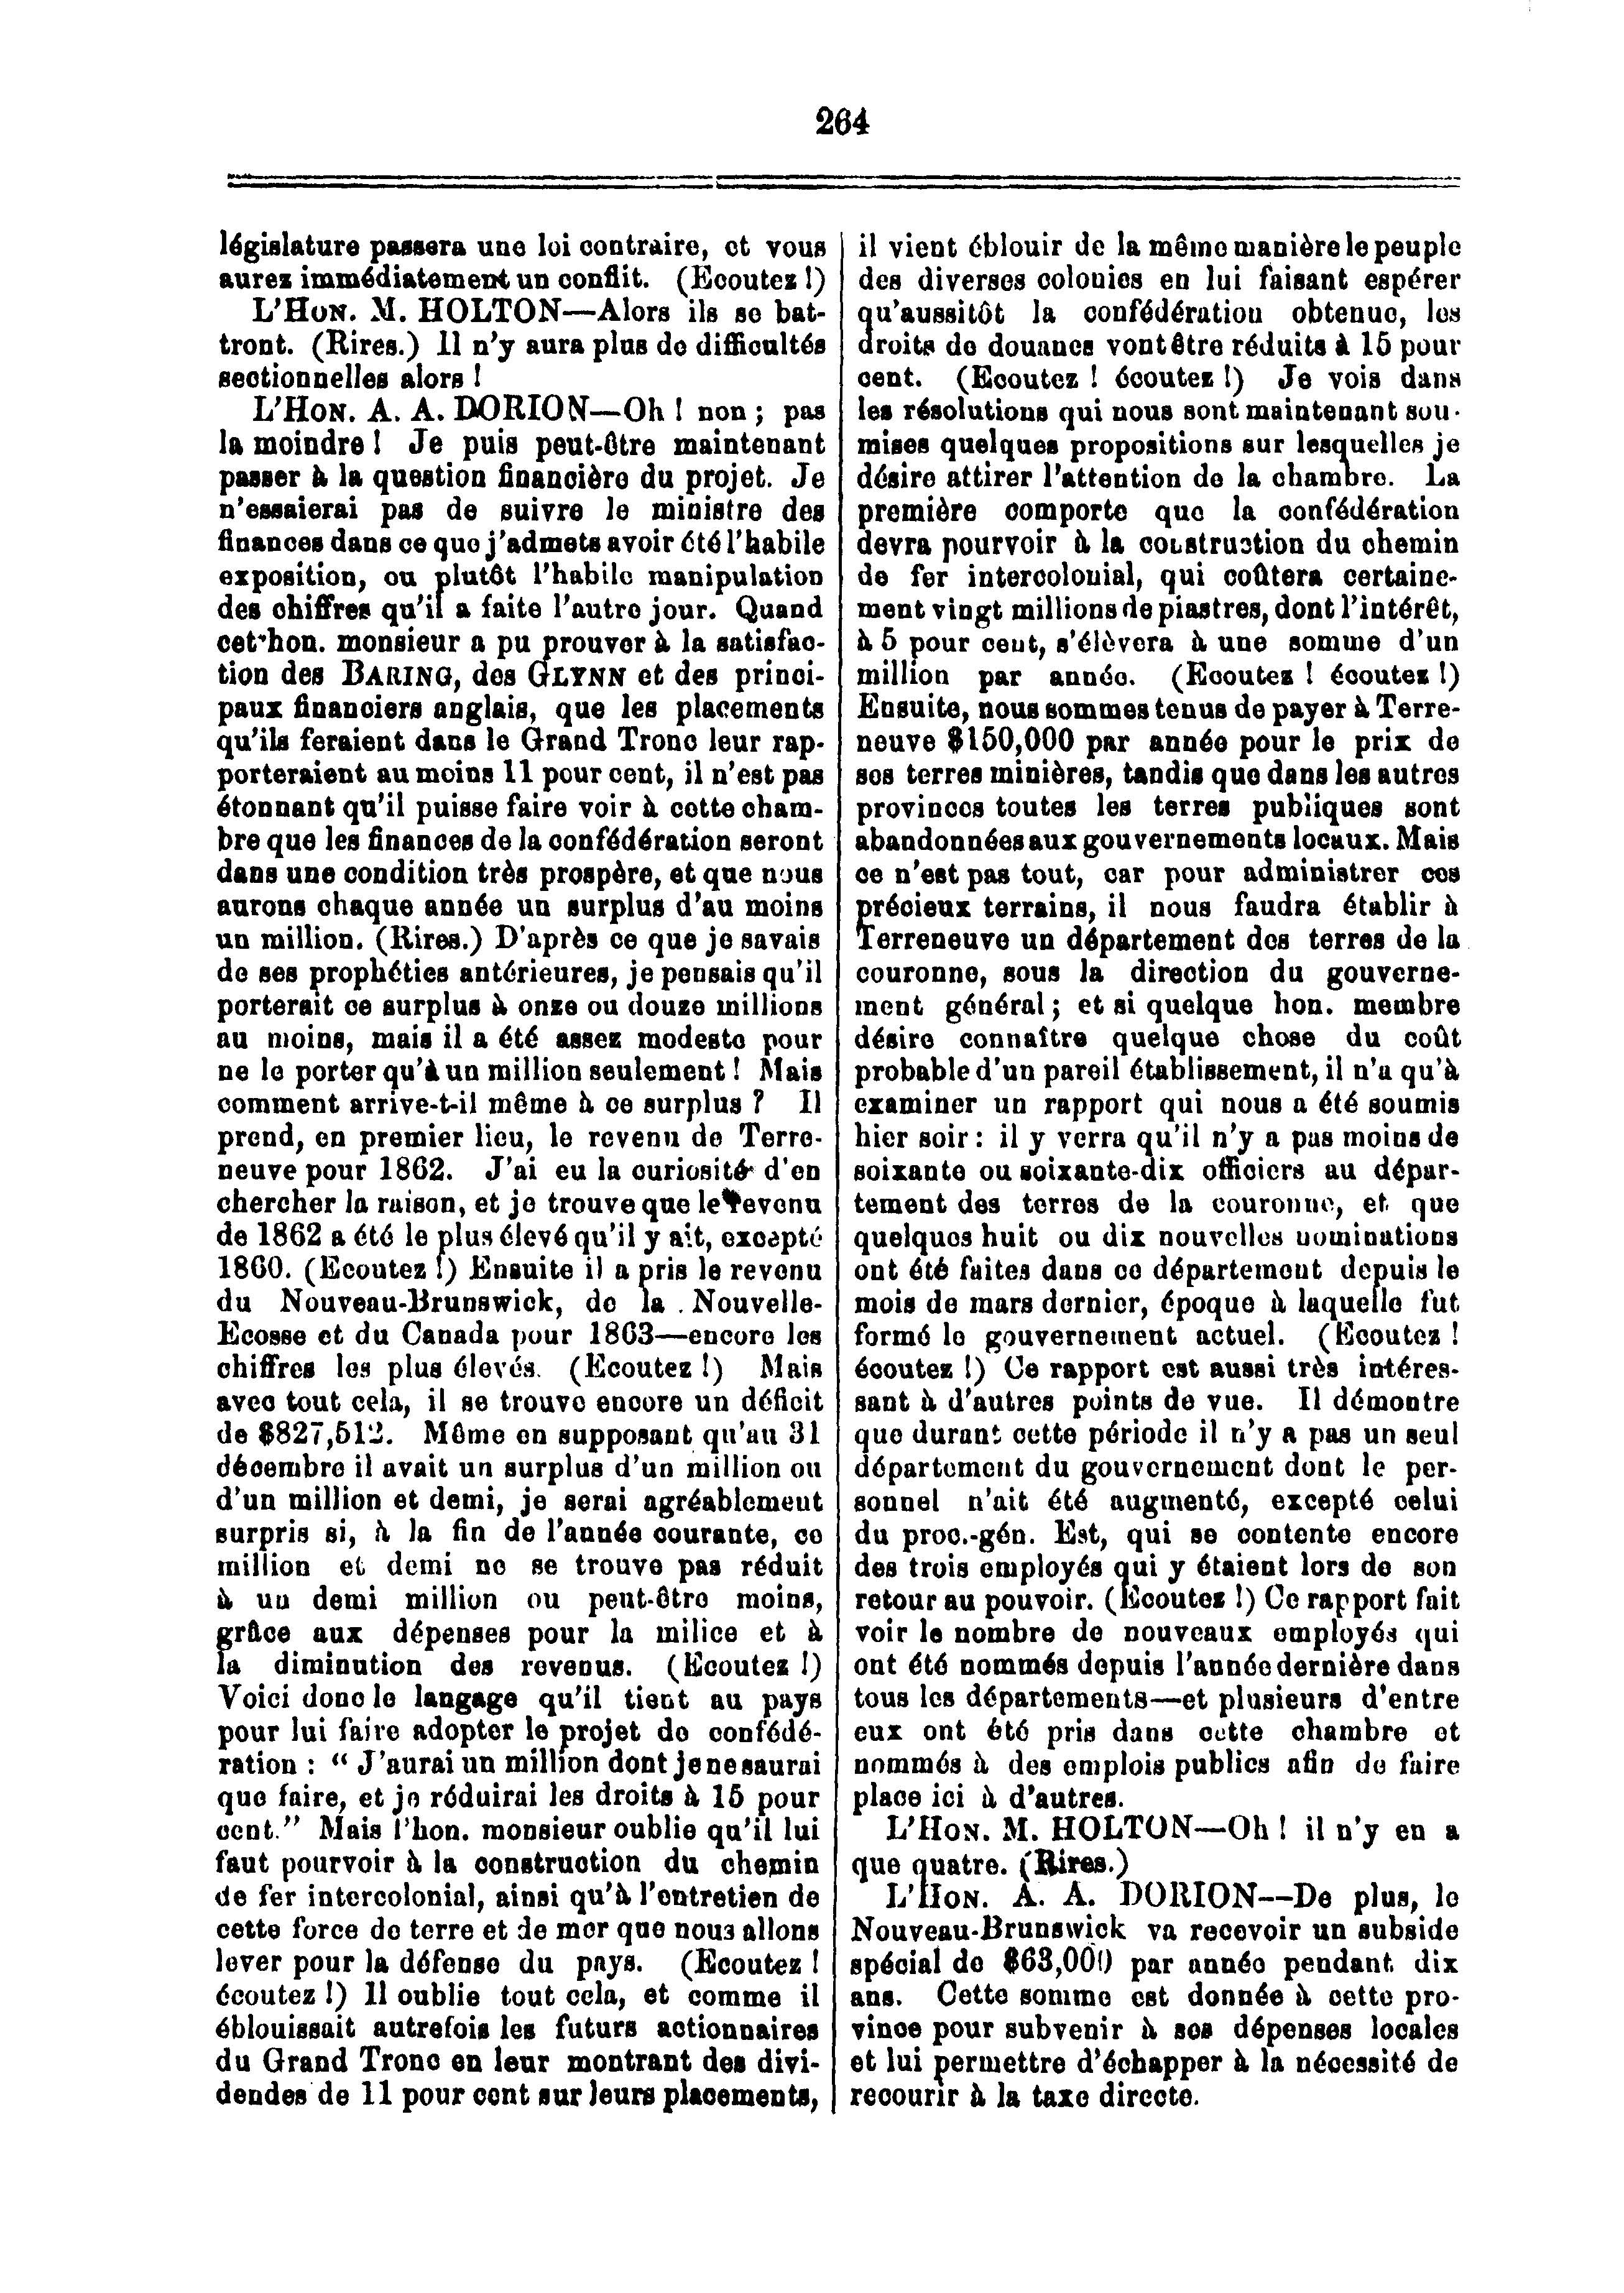 264
législature passera une loi contraire, et vous
aurez immédiatement un conflit. (Ecoutez !)
L'HON. M. HOLTON—Alors ils se bat-
tront. (Rires.) Il n'y aura plus de difficultés
sectionnelles alors !
L'HON. A. A. DORION—Oh ! non ; pas
la moindre ! Je puis peut-être maintenant
passer à la question financière du projet. Je
n'essaierai pas de suivre le ministre des
finances dans ce que j'admets avoir été l'habile
exposition, ou plutôt l'habile manipulation
des chiffres qu'il a faite l'autre jour. Quand
cet hon. monsieur a pu prouver à la satisfac-
tion des BARING, des GLYNN et des princi-
paux financiers anglais, que les placements
qu'ils feraient dans le Grand Tronc leur rap-
porteraient au moins 11 pour cent, il n'est pas
étonnant qu'il puisse faire voir à cette cham-
bre que les finances de la confédération seront
dans une condition très prospère, et que nous
aurons chaque année un surplus d'au moins
un million. (Rires.) D'après ce que je savais
de ses prophéties antérieures, je pensais qu'il
porterait ce surplus à onze ou douze millions
au moins, mais il a été assez modeste pour
ne le porter qu'à un million seulement ! Mais
comment arrive-t-il même à ce surplus ? Il
prend, en premier lieu, le revenu de Terre-
neuve pour 1862. J'ai eu la curiosité d'en
chercher la raison, et je trouve que le revenu
de 1862 a été le plus élevé qu'il y ait, excepté
1860. (Ecoutez !) Ensuite il a pris le revenu
du Nouveau-Brunswick, de la Nouvelle-
Ecosse et du Canada pour 1863—encore les
chiffres les plus élevés. (Ecoutez !) Mais
avec tout cela, il se trouve encore un déficit
de $827,512. Même en supposant qu'au 31
décembre il avait un surplus d'un million ou
d'un million et demi, je serai agréablement
surpris si, à la fin de l'année courante, ce
million et demi ne se trouve pas réduit
à un demi million ou peut-être moins,
grâce aux dépenses pour la milice et à
la diminution des revenus. (Ecoutez !)
Voici donc le langage qu'il tient au pays
pour lui faire adopter le projet de confédé-
ration : “ J'aurai un million dont je ne saurai
que faire, et je réduirai les droits à 15 pour
cent.” Mais l'hon. monsieur oublie qu'il lui
faut pourvoir à la construction du chemin
de fer intercolonial, ainsi qu'à l'entretien de
cette force de terre et de mer que nous allons
lever pour la défense du pays. (Ecoutez !
écoutez !) Il oublie tout cela, et comme il
éblouissait autrefois les futurs actionnaires
du Grand Tronc en leur montrant des divi-
dendes de 11 pour cent sur leurs placements,
il vient éblouir de la même manière le peuple
des diverses colonies en lui faisant espérer
qu'aussitôt la confédération obtenue, les
droits de douanes vont être réduits à 15 pour
cent. (Ecoutez ! écoutez !) Je vois dans
les résolutions qui nous sont maintenant sou-
mises quelques propositions sur lesquelles je
désire attirer l'attention de la chambre. La
première comporte que la confédération
devra pourvoir à la construction du chemin
de fer intercolonial, qui coûtera certaine-
ment vingt millions de piastres, dont l'intérêt,
à 5 pour cent, s'élèvera à une somme d'un
million par année. (Ecoutez ! écoutez !)
Ensuite, nous sommes tenus de payer à Terre-
neuve $150,000 par année pour le prix de
ses terres minières, tandis que dans les autres
provinces toutes les terres publiques sont
abandonnées aux gouvernements locaux. Mais
ce n'est pas tout, car pour administrer ces
précieux terrains, il nous faudra établir à
Terreneuve un département des terres de la
couronne, sous la direction du gouverne-
ment général ; et si quelque hon. membre
désire connaître quelque chose du coût
probable d'un pareil établissement, il n'a qu'à
examiner un rapport qui nous a été soumis
hier soir : il y verra qu'il n'y a pas moins de
soixante ou soixante-dix officiers au dépar-
tement des terres de la couronne, et que
quelques huit ou dix nouvelles nominations
ont été faites dans ce département depuis le
mois de mars dernier, époque à laquelle fut
formé le gouvernement actuel. (Ecoutez !
écoutez !) Ce rapport est aussi très intéres-
sant à d'autres points de vue. Il démontre
que durant cette période il n'y a pas un seul
département du gouvernement dont le per-
sonnel n'ait été augmenté, excepté celui
du proc.-gén. Est, qui se contente encore
des trois employés qui y étaient lors de son
retour au pouvoir. (Ecoutez !) Ce rapport fait
voir le nombre de nouveaux employés qui
ont été nommés depuis l'année dernière dans
tous les départements—et plusieurs d'entre
eux ont été pris dans cette chambre et
nommés à des emplois publics afin de faire
place ici à d'autres.
L'HON. M. HOLTON—Oh ! il n'y en a
que quatre. (Rires.)
L'HON. A. A. DORION—De plus, le
Nouveau-Brunswick va recevoir un subside
spécial de $63,000 par année pendant dix
ans. Cette somme est donnée à cette pro-
vince pour subvenir à ses dépenses locales
et lui permettre d'échapper à la nécessité de
recourir à la taxe directe.